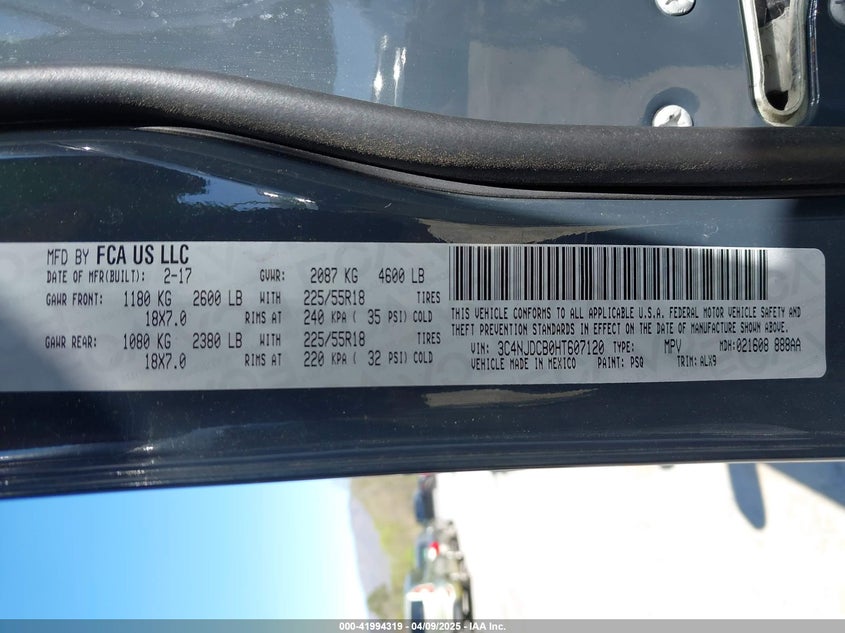 MFD BY FCA US LLC
DATE OF MFR(BUILT): 2-17 GVWR: 2087 KG 4600 LB
GAWR FRONT: 1180 KG 2600 LB WITH 225/55R18 TIRES
18X7.0 RIMS AT 240 KPA ( 35 PSI) COLD
GAWR REAR: 1080 KG 2380 LB WITH 225/55R18 TIRES
18X7.0 RIMS AT 220 KPA ( 32 PSI) COLD
THIS VEHICLE CONFORMS TO ALL APPLICABLE U.S.A. FEDERAL MOTOR VEHICLE SAFETY AND
THEFT PREVENTION STANDARDS IN EFFECT ON THE DATE OF MANUFACTURE SHOWN ABOVE.
VIN: 3C4NJDCB0HT607120 TYPE: MPV MDH:021608 888AA
VEHICLE MADE IN MEXICO PAINT: PSQ TRIM: ALX9
000-41994319 - 04/09/2025 - IAA Inc.